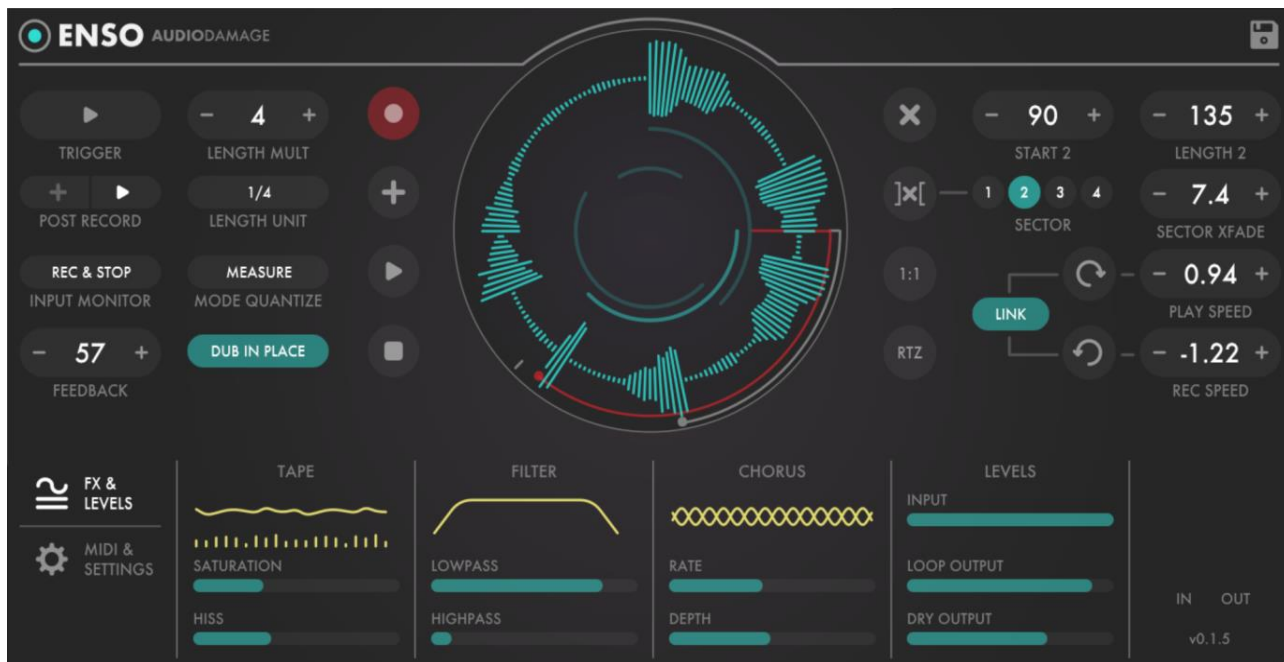 ENSO AUDIODAMAGE
TRIGGER
- 4 +
LENGTH MULT
POST RECORD
1/4
LENGTH UNIT
REC & STOP
INPUT MONITOR
MEASURE
MODE QUANTIZE
- 57 +
FEEDBACK
DUB IN PLACE
- 90 +
START 2
- 135 +
LENGTH 2
]x[
1 2 3 4
SECTOR
- 7.4 +
SECTOR XFADE
1:1
LINK
- 0.94 +
PLAY SPEED
RTZ
- -1.22 +
REC SPEED
FX &
LEVELS
MIDI &
SETTINGS
TAPE
SATURATION
HISS
FILTER
LOWPASS
HIGHPASS
CHORUS
RATE
DEPTH
LEVELS
INPUT
LOOP OUTPUT
DRY OUTPUT
IN OUT
v0.1.5